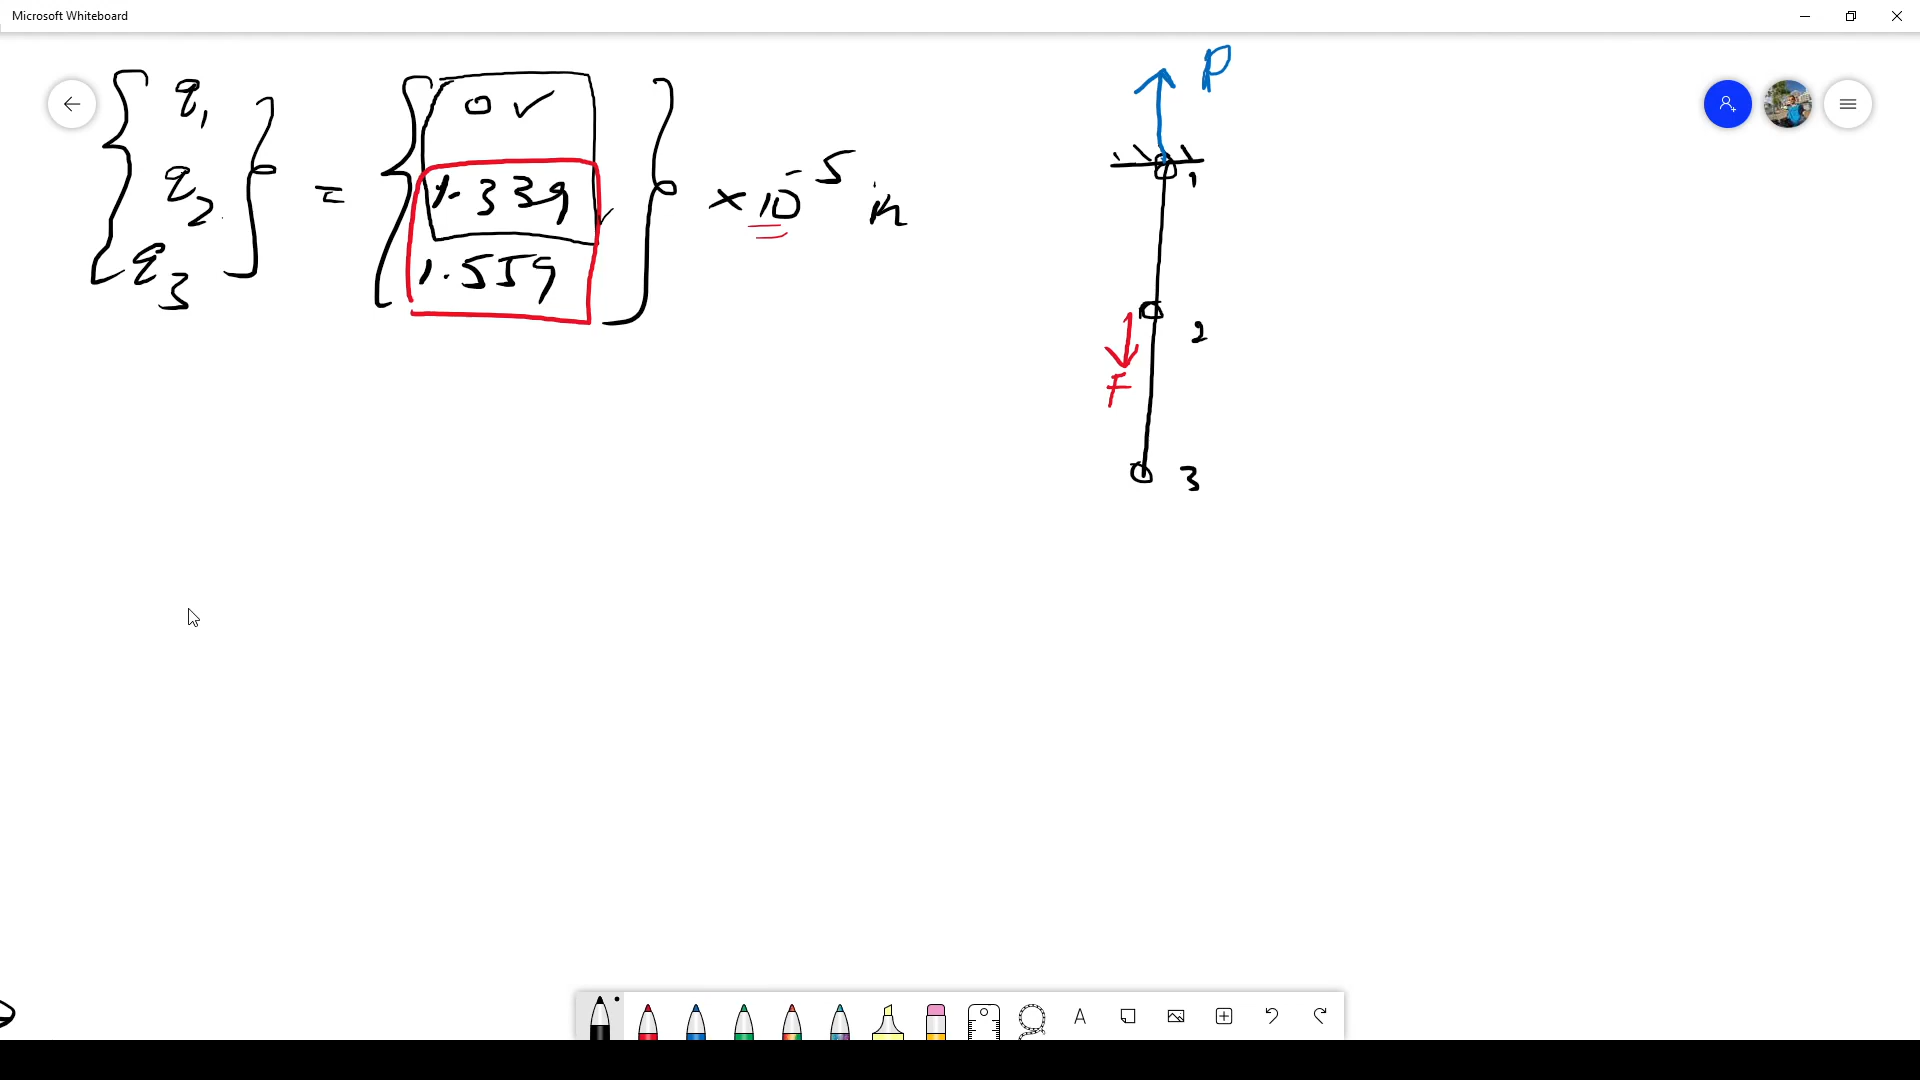 Microsoft Whiteboard
{ q1 } = { 0 ✓ } × 10^-5 in
q2 1.339 ✓
q3 1.559
P
1
2
F
3
A